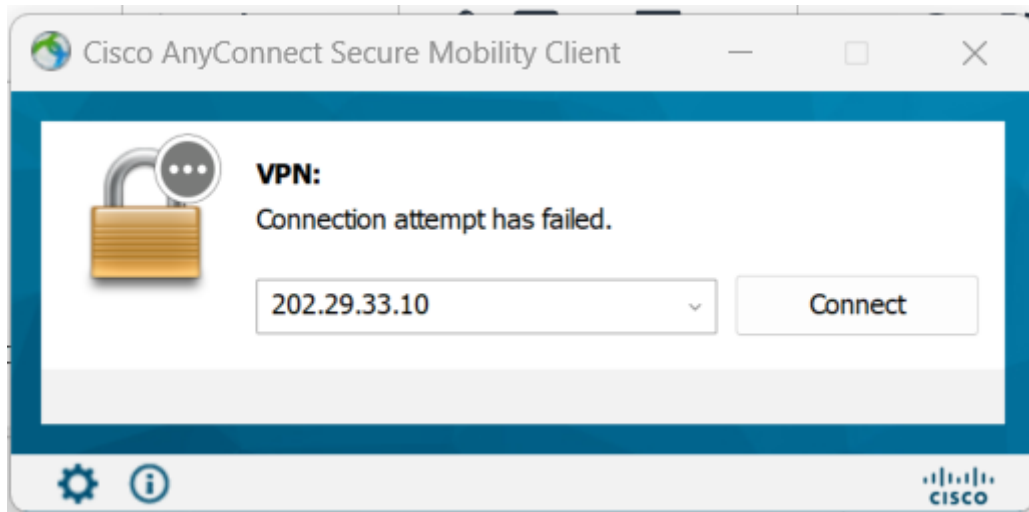 Cisco AnyConnect Secure Mobility Client
VPN:
Connection attempt has failed.
202.29.33.10
Connect
CISCO